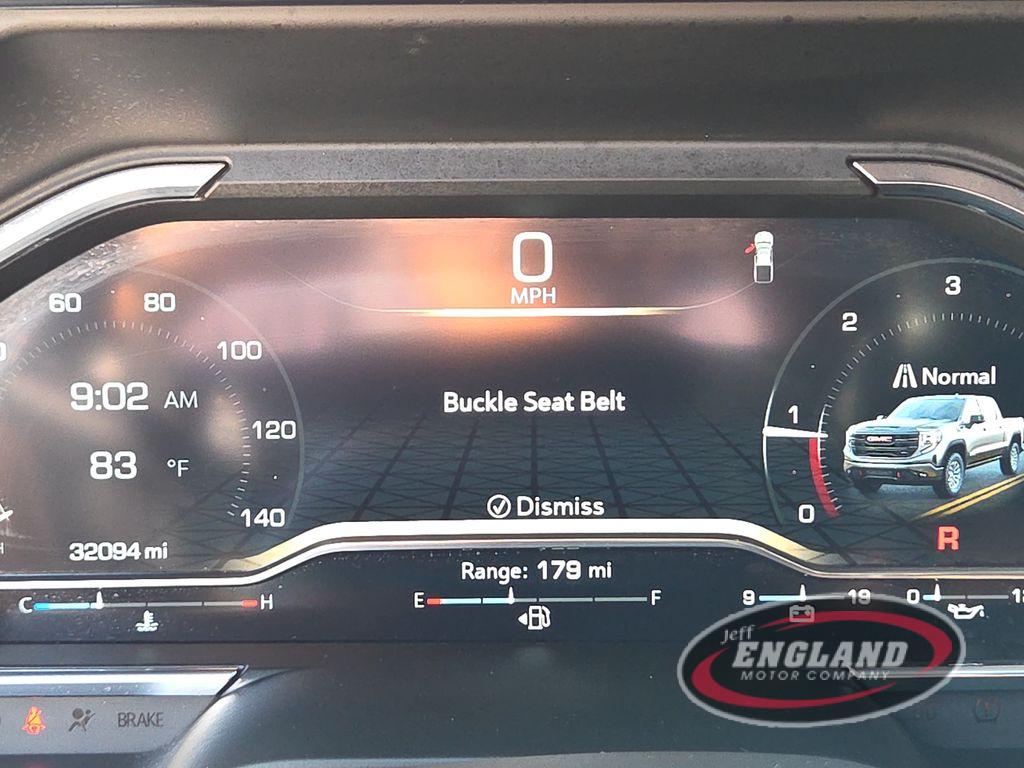 0
MPH
60
80
100
120
140
9:02 AM
83 °F
32094 mi
Buckle Seat Belt
Dismiss
3
2
1
0
Normal
GMC
R
Range: 179 mi
C H
E F
9 19
0
H
BRAKE
Jeff
ENGLAND
MOTOR COMPANY